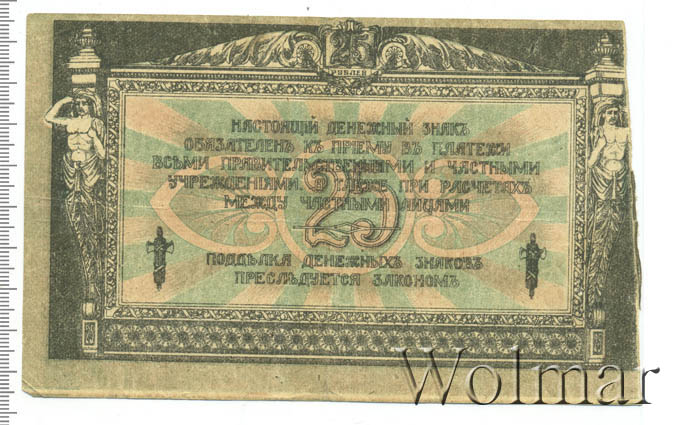 25
РУБЛЕЙ
НАСТОЯЩІЙ ДЕНЕЖНЫЙ ЗНАКЪ
ОБЯЗАТЕЛЕНЪ КЪ ПРІЕМУ ВЪ ПЛАТЕЖИ
ВСѢМИ ПРАВИТЕЛЬСТВЕННЫМИ И ЧАСТНЫМИ
УЧРЕЖДЕНІЯМИ, А ТАКЖЕ ПРИ РАСЧЕТАХЪ
МЕЖДУ ЧАСТНЫМИ ЛИЦАМИ
25
ПОДДѢЛКА ДЕНЕЖНЫХЪ ЗНАКОВЪ
ПРЕСЛѢДУЕТСЯ ЗАКОНОМЪ
Wolmar